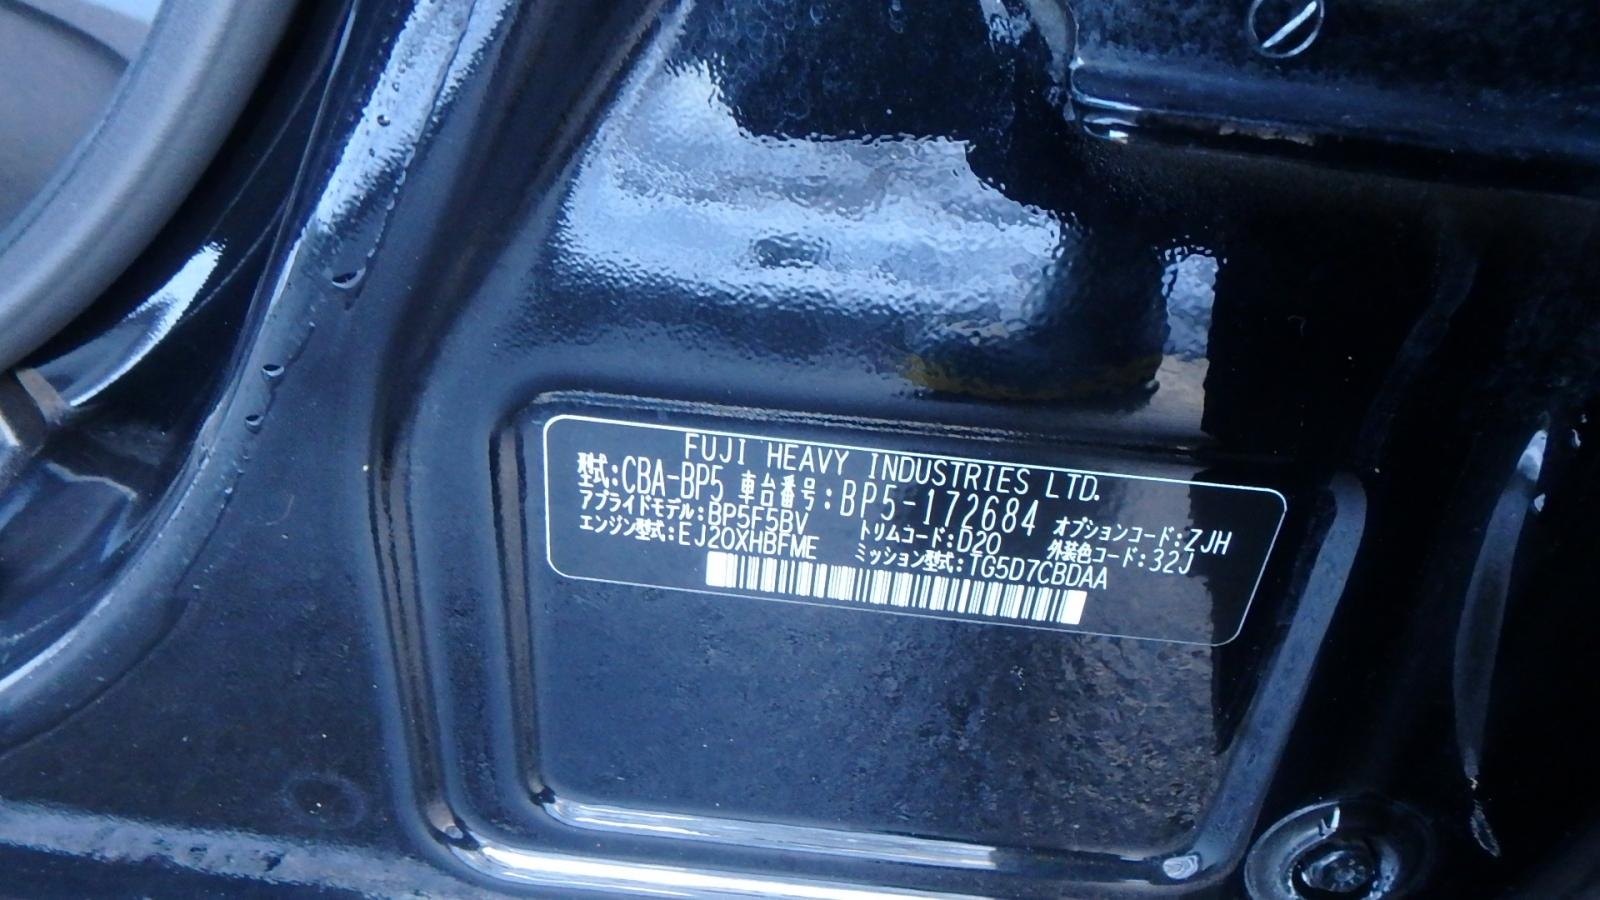 FUJI HEAVY INDUSTRIES LTD.
型式:CBA-BP5 車台番号:BP5-172684
アプライドモデル:BP5F5BV トリムコード:D20 オプションコード:ZJH
エンジン型式:EJ20XHBFME ミッション型式:TG5D7CBDAA 外装色コード:32J